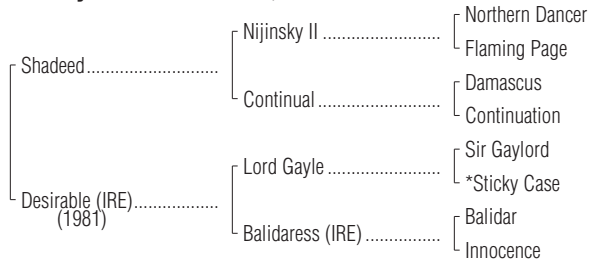 Northern Dancer
Nijinsky II ........................
Flaming Page
Shadeed...........................
Damascus
Continual .........................
Continuation
Sir Gaylord
Lord Gayle .......................
*Sticky Case
Desirable (IRE).................
(1981)
Balidar
Balidaress (IRE) ...............
Innocence